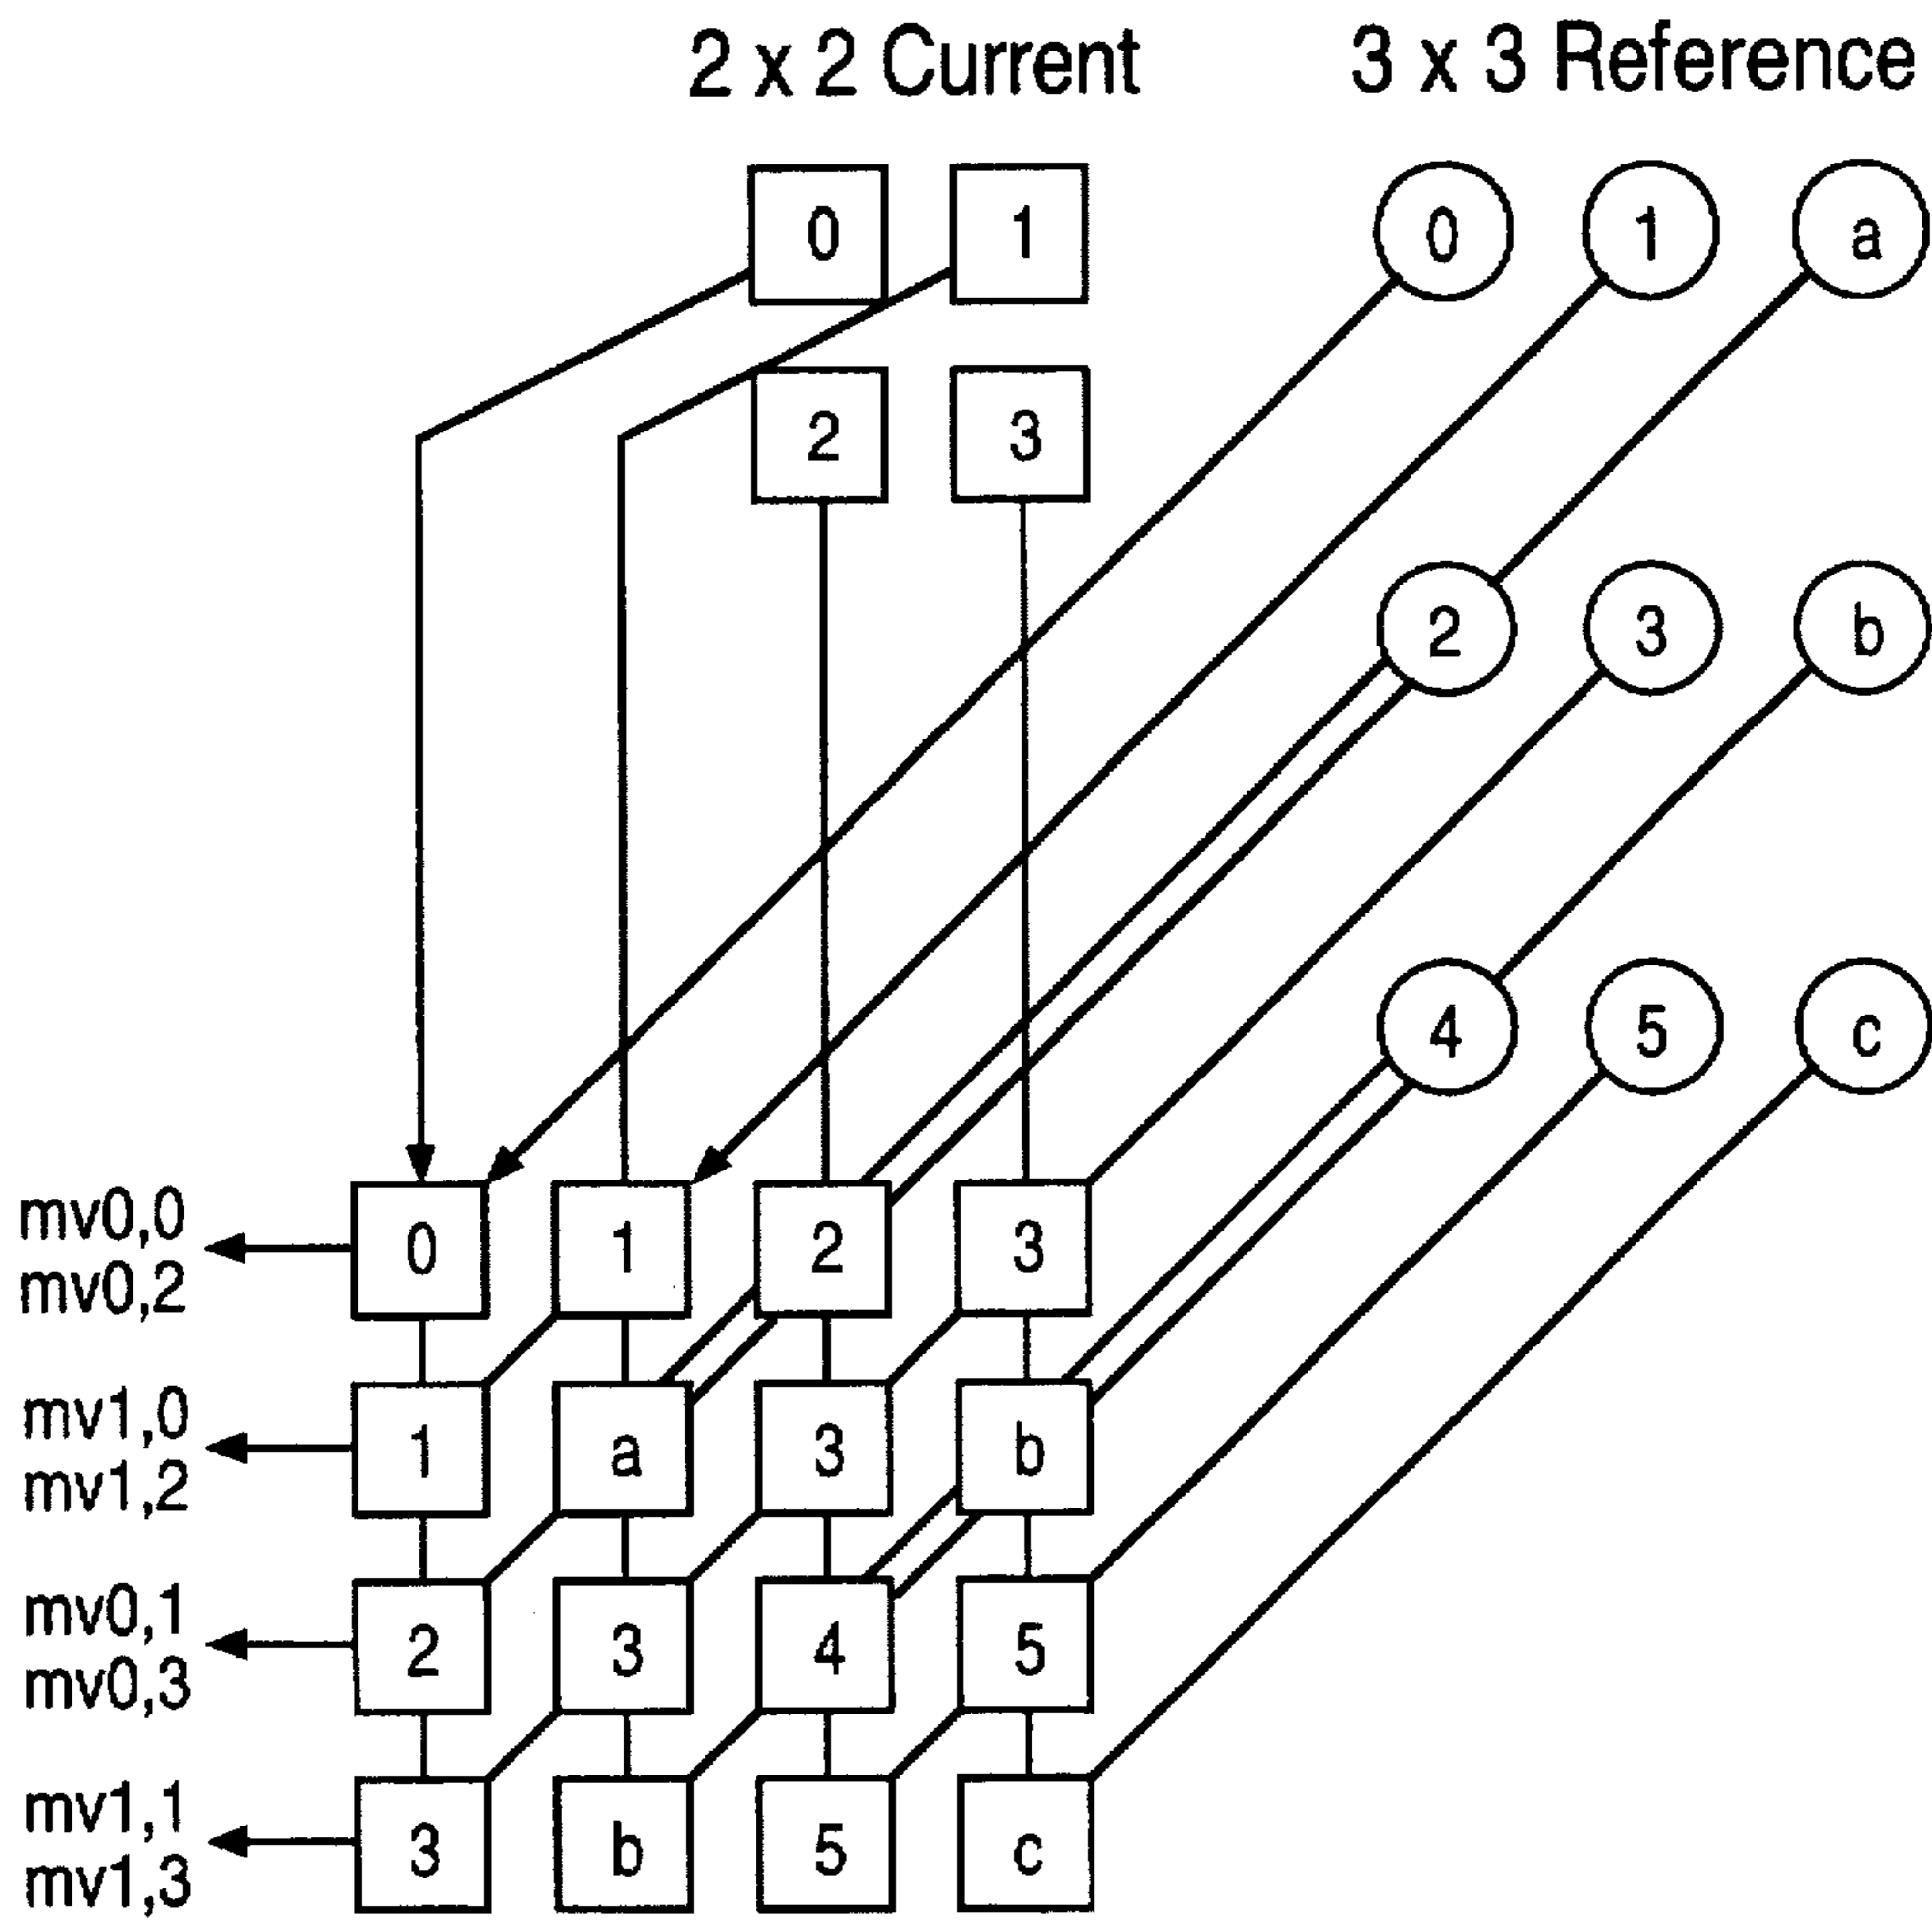 2 x 2 Current 3 x 3 Reference
0 1 0 1 a
2 3
2 3 b
4 5 c
mv0,0
mv0,2
0 1 2 3
mv1,0
mv1,2
1 a 3 b
mv0,1
mv0,3
2 3 4 5
mv1,1
mv1,3
3 b 5 c